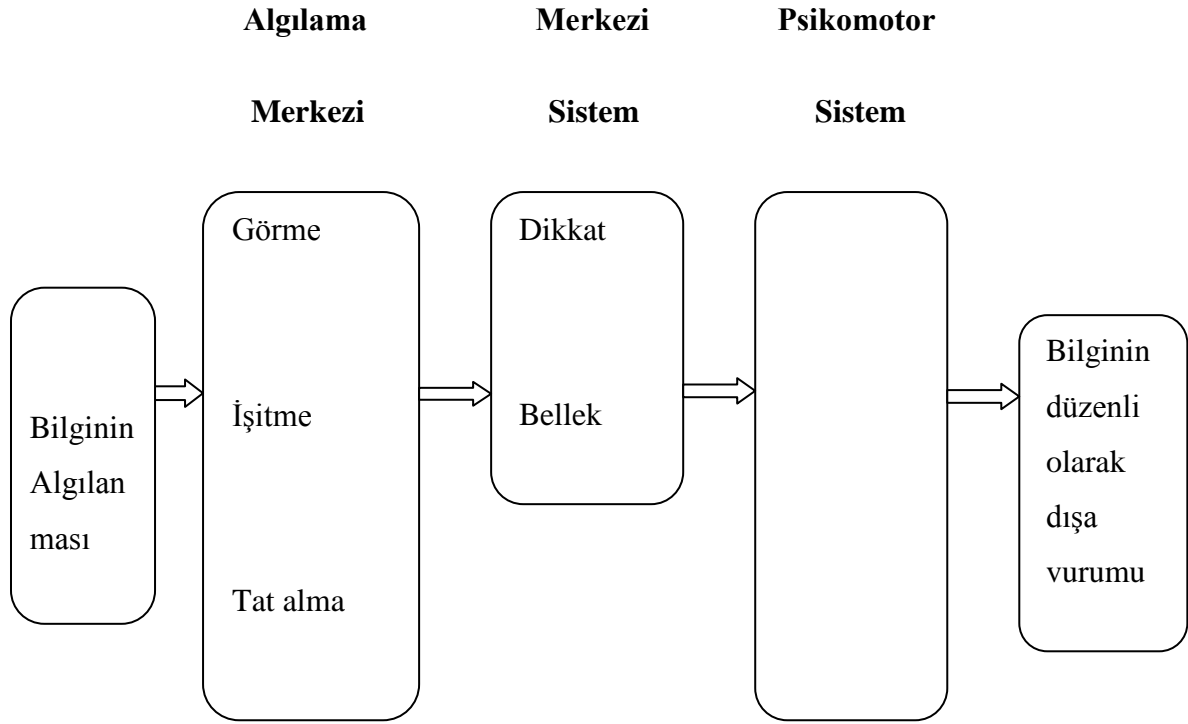 Algılama
Merkezi
Merkezi
Sistem
Psikomotor
Sistem
Bilginin
Algılan
ması
Görme
İşitme
Tat alma
Dikkat
Bellek
Bilginin
düzenli
olarak
dışa
vurumu